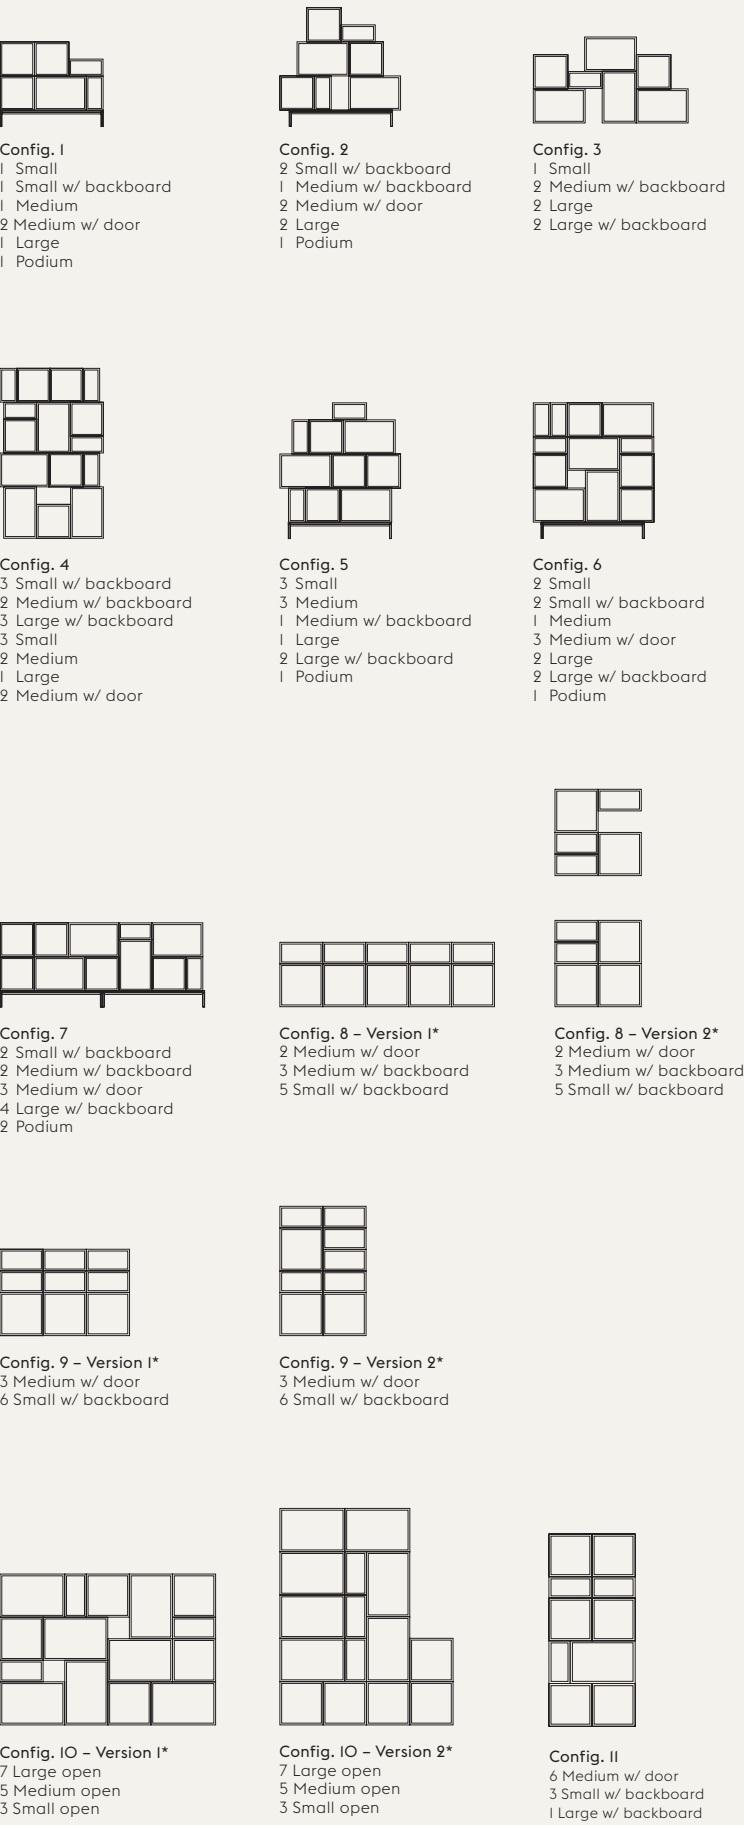 Config. 1
1 Small
1 Small w/ backboard
1 Medium
2 Medium w/ door
1 Large
1 Podium
Config. 2
2 Small w/ backboard
1 Medium w/ backboard
2 Medium w/ door
2 Large
1 Podium
Config. 3
1 Small
2 Medium w/ backboard
2 Large
2 Large w/ backboard
Config. 4
3 Small w/ backboard
2 Medium w/ backboard
3 Large w/ backboard
3 Small
2 Medium
1 Large
2 Medium w/ door
Config. 5
3 Small
3 Medium
1 Medium w/ backboard
1 Large
2 Large w/ backboard
1 Podium
Config. 6
2 Small
2 Small w/ backboard
1 Medium
3 Medium w/ door
2 Large
2 Large w/ backboard
1 Podium
Config. 7
2 Small w/ backboard
2 Medium w/ backboard
3 Medium w/ door
4 Large w/ backboard
2 Podium
Config. 8 – Version 1*
2 Medium w/ door
3 Medium w/ backboard
5 Small w/ backboard
Config. 8 – Version 2*
2 Medium w/ door
3 Medium w/ backboard
5 Small w/ backboard
Config. 9 – Version 1*
3 Medium w/ door
6 Small w/ backboard
Config. 9 – Version 2*
3 Medium w/ door
6 Small w/ backboard
Config. 10 – Version 1*
7 Large open
5 Medium open
3 Small open
Config. 10 – Version 2*
7 Large open
5 Medium open
3 Small open
Config. 11
6 Medium w/ door
3 Small w/ backboard
1 Large w/ backboard